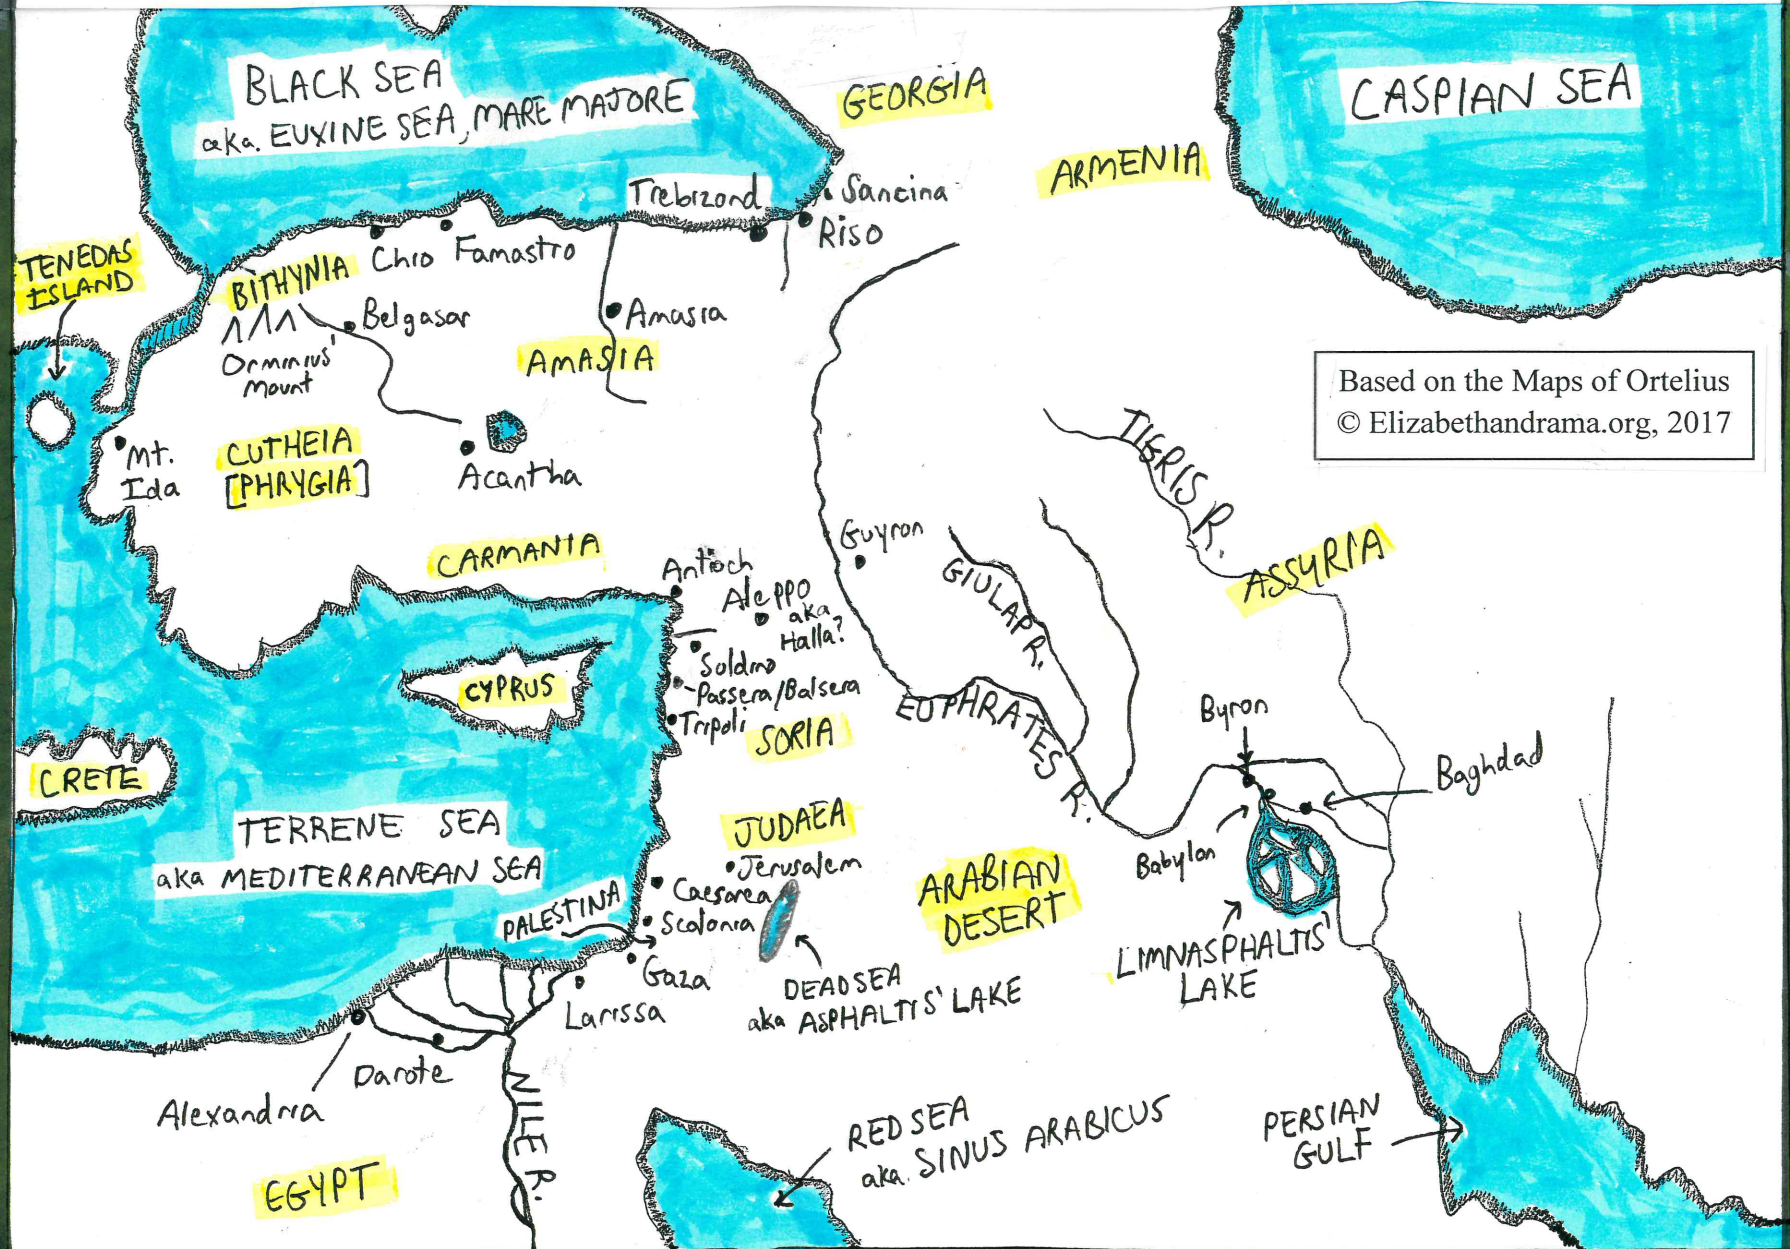 BLACK SEA
aka. EUXINE SEA, MARE MAJORE
GEORGIA
CASPIAN SEA
ARMENIA
Trebizond
Sancina
Riso
TENEDAS
ISLAND
BITHYNIA
Chio
Famastro
Belgasar
Amasia
Orminius'
Mount
AMASIA
Based on the Maps of Ortelius
© Elizabethandrama.org, 2017
Mt.
Ida
CUTHEIA
[PHRYGIA]
Acantha
TIGRIS R.
CARMANIA
Guyron
ASSYRIA
Antioch
Aleppo
aka
Halla?
GIULAP R.
Soldino
Passera/Balsera
Tripoli
SORIA
CYPRUS
EUPHRATES R.
Byron
Baghdad
CRETE
TERRENE SEA
aka MEDITERRANEAN SEA
JUDAEA
Jerusalem
Babylon
Caesarea
Scalonia
PALESTINA
ARABIAN
DESERT
LIMNASPHALTIS'
LAKE
Gaza
Larissa
DEAD SEA
aka ASPHALTIS' LAKE
Darote
Alexandria
NILE R.
RED SEA
aka. SINUS ARABICUS
PERSIAN
GULF
EGYPT